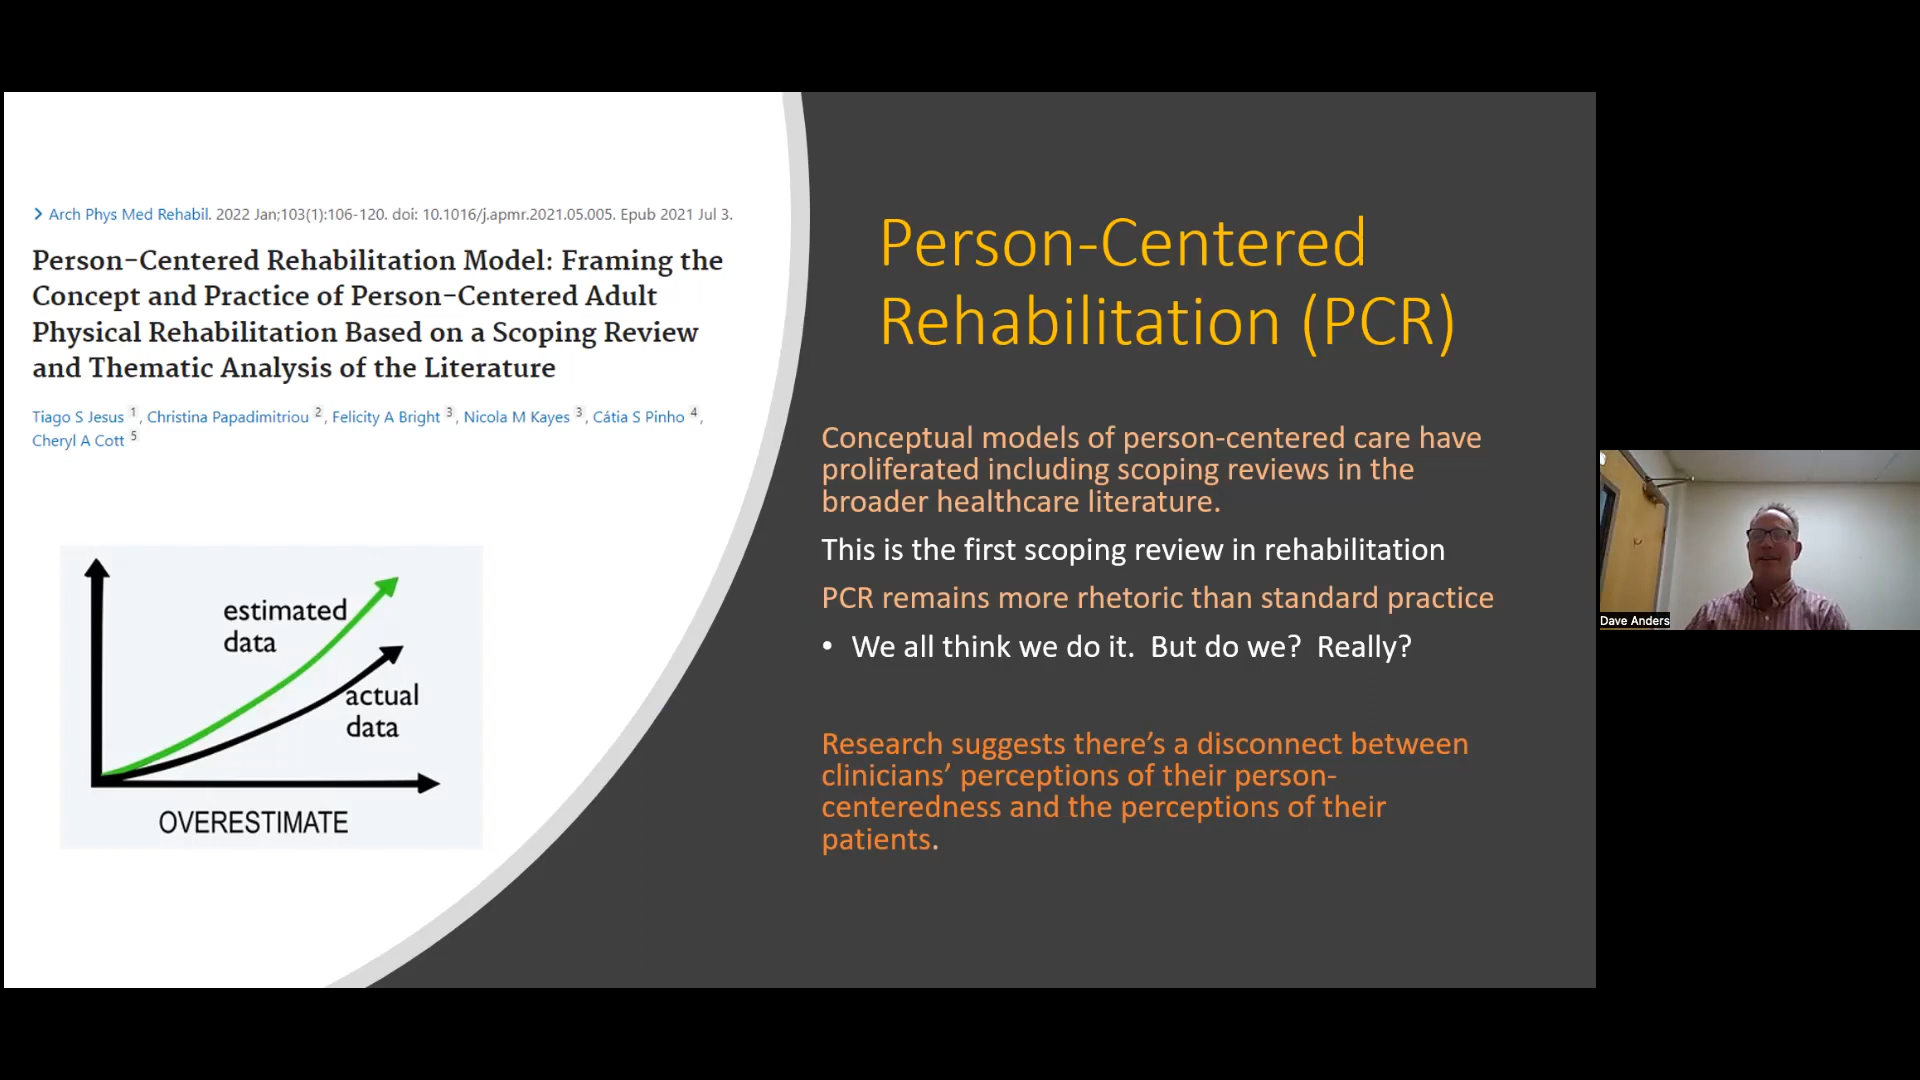 > Arch Phys Med Rehabil. 2022 Jan;103(1):106-120. doi: 10.1016/j.apmr.2021.05.005. Epub 2021 Jul 3.
Person-Centered Rehabilitation Model: Framing the
Concept and Practice of Person-Centered Adult
Physical Rehabilitation Based on a Scoping Review
and Thematic Analysis of the Literature
Tiago S Jesus 1, Christina Papadimitriou 2, Felicity A Bright 3, Nicola M Kayes 3, Cátia S Pinho 4,
Cheryl A Cott 5
estimated
data
actual
data
OVERESTIMATE
Person-Centered
Rehabilitation (PCR)
Conceptual models of person-centered care have
proliferated including scoping reviews in the
broader healthcare literature.
This is the first scoping review in rehabilitation
PCR remains more rhetoric than standard practice
• We all think we do it.  But do we?  Really?
Research suggests there’s a disconnect between
clinicians’ perceptions of their person-
centeredness and the perceptions of their
patients.
Dave Anders